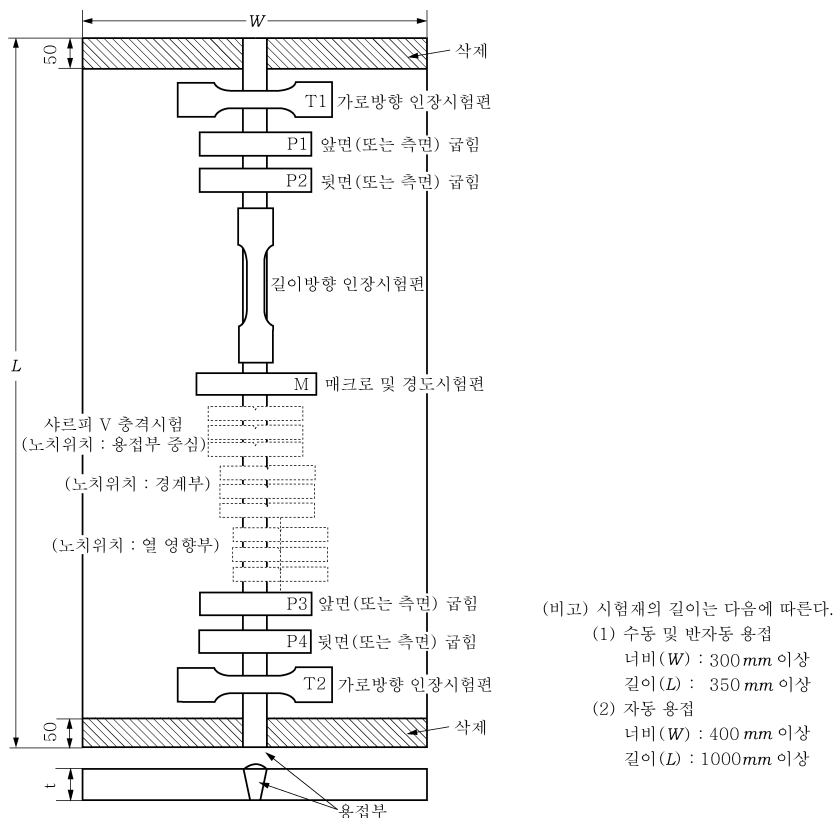 W
50
삭제
T1 가로방향 인장시험편
P1 앞면(또는 측면) 굽힘
P2 뒷면(또는 측면) 굽힘
길이방향 인장시험편
L
M 매크로 및 경도시험편
샤르피 V 충격시험
(노치위치 : 용접부 중심)
(노치위치 : 경계부)
(노치위치 : 열 영향부)
P3 앞면(또는 측면) 굽힘
P4 뒷면(또는 측면) 굽힘
T2 가로방향 인장시험편
50
삭제
t
용접부
(비고) 시험재의 길이는 다음에 따른다.
(1) 수동 및 반자동 용접
너비(W) : 300mm 이상
길이(L) : 350mm 이상
(2) 자동 용접
너비(W) : 400mm 이상
길이(L) : 1000mm 이상